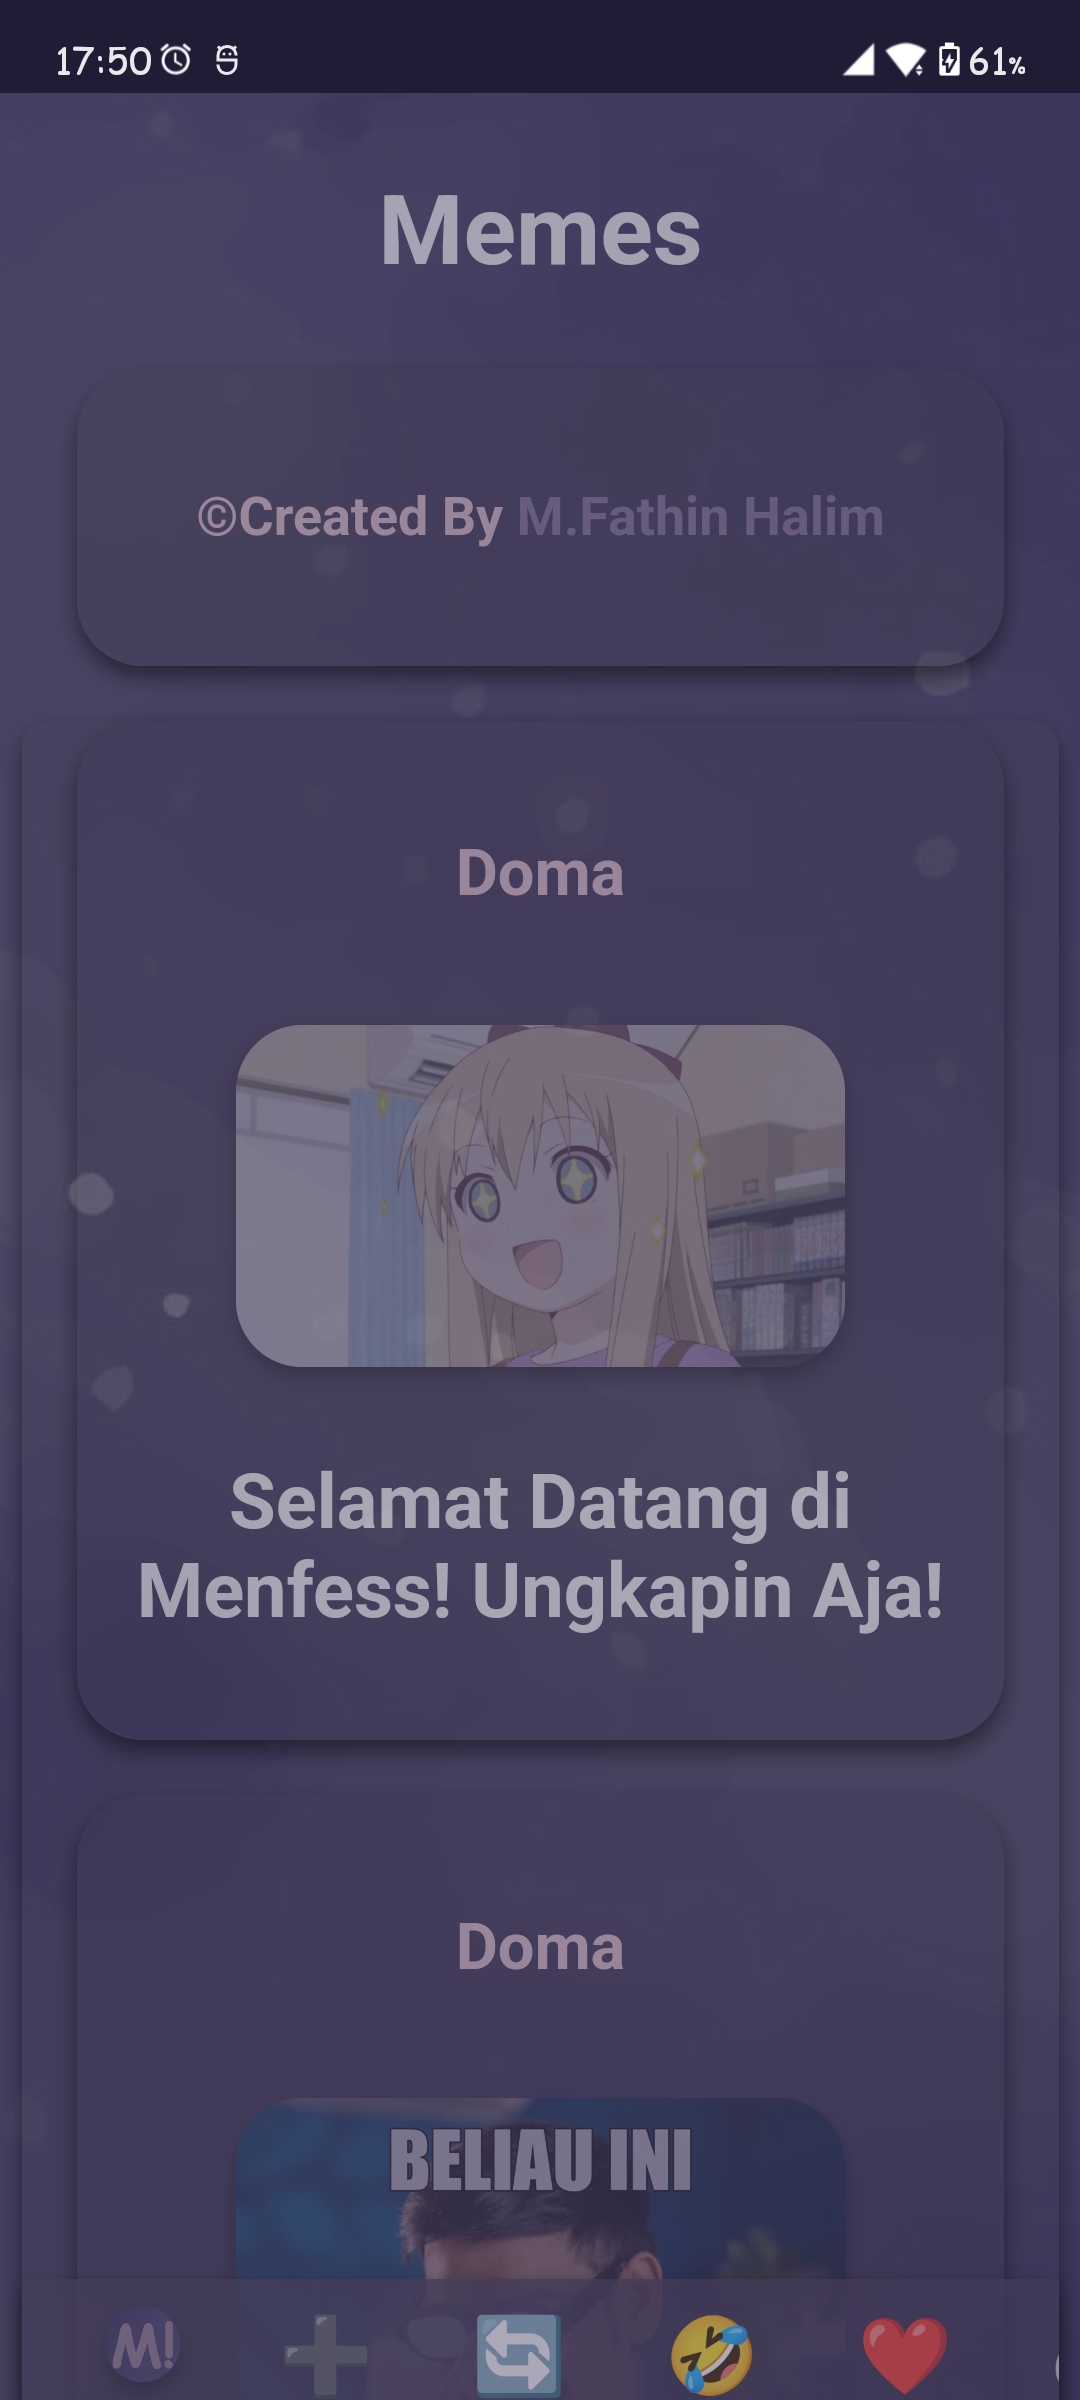 17:50 61%
Memes
©Created By M.Fathin Halim
Doma
Selamat Datang di
Menfess! Ungkapin Aja!
Doma
BELIAU INI
M!